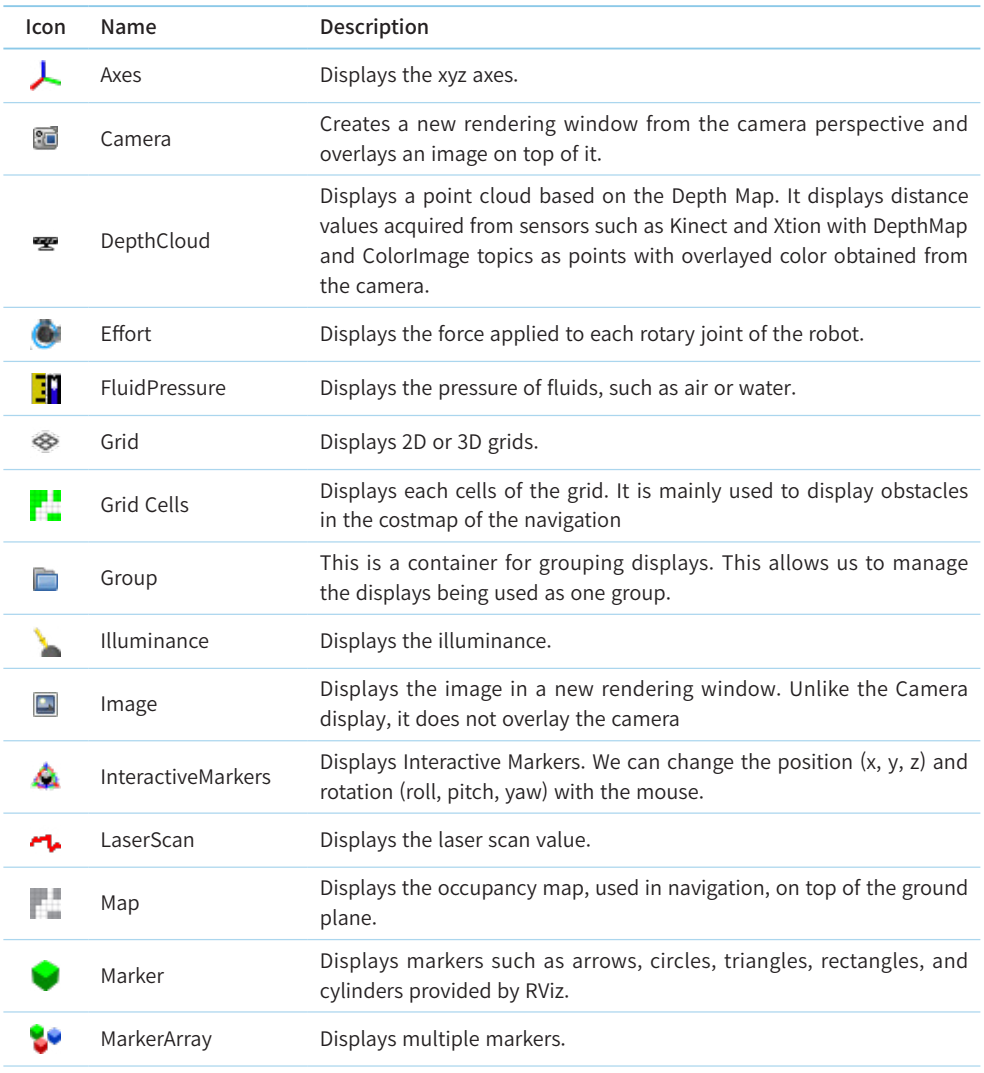 Icon Name Description
Axes Displays the xyz axes.
Camera Creates a new rendering window from the camera perspective and
overlays an image on top of it.
DepthCloud Displays a point cloud based on the Depth Map. It displays distance
values acquired from sensors such as Kinect and Xtion with DepthMap
and ColorImage topics as points with overlayed color obtained from
the camera.
Effort Displays the force applied to each rotary joint of the robot.
FluidPressure Displays the pressure of fluids, such as air or water.
Grid Displays 2D or 3D grids.
Grid Cells Displays each cells of the grid. It is mainly used to display obstacles
in the costmap of the navigation
Group This is a container for grouping displays. This allows us to manage
the displays being used as one group.
Illuminance Displays the illuminance.
Image Displays the image in a new rendering window. Unlike the Camera
display, it does not overlay the camera
InteractiveMarkers Displays Interactive Markers. We can change the position (x, y, z) and
rotation (roll, pitch, yaw) with the mouse.
LaserScan Displays the laser scan value.
Map Displays the occupancy map, used in navigation, on top of the ground
plane.
Marker Displays markers such as arrows, circles, triangles, rectangles, and
cylinders provided by RViz.
MarkerArray Displays multiple markers.